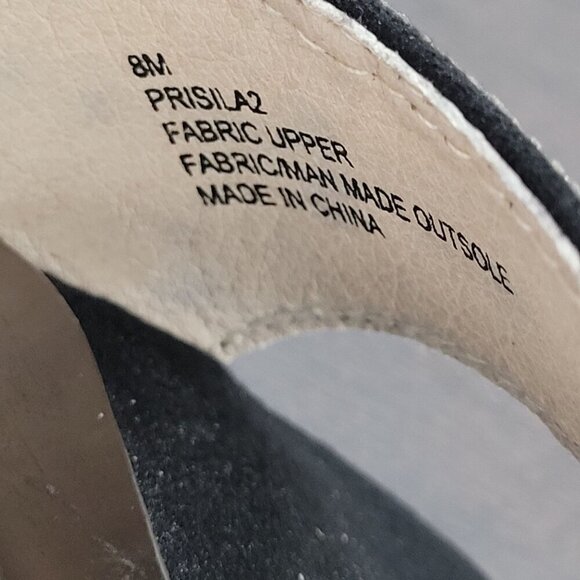 8M
PRISILA2
FABRIC UPPER
FABRIC/MAN MADE OUTSOLE
MADE IN CHINA